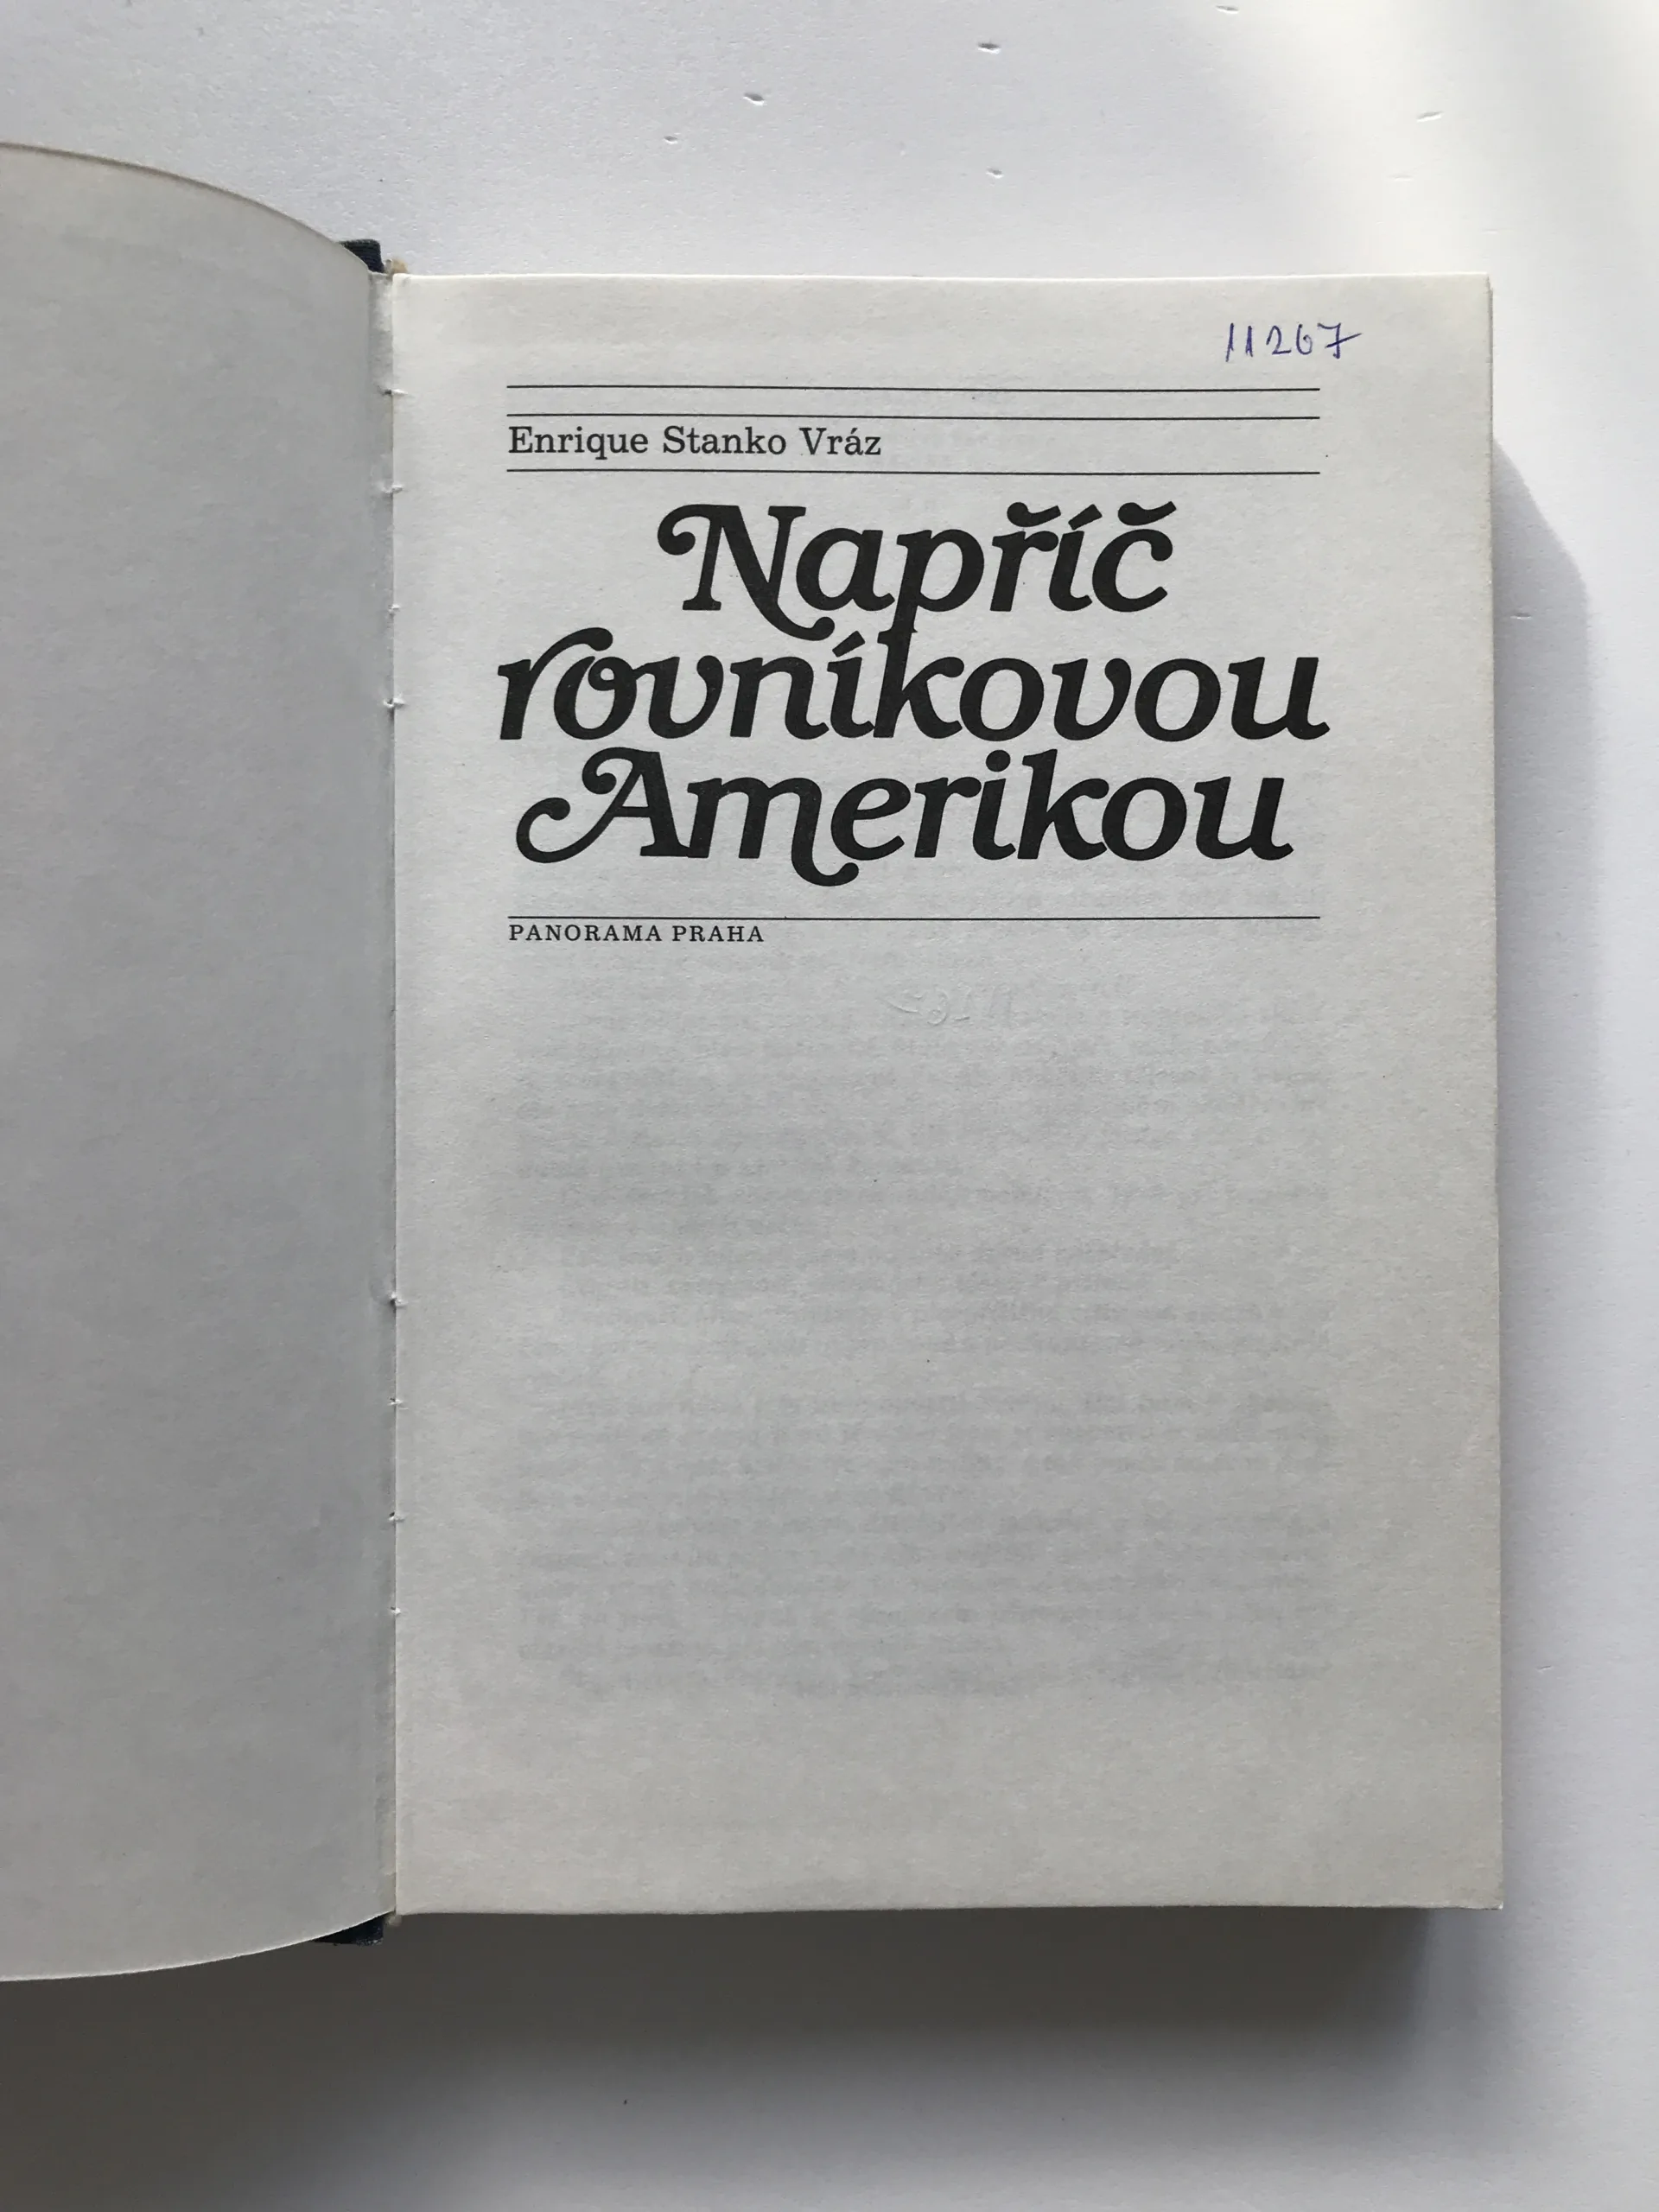 11267
Enrique Stanko Vráz
Napříč
rovníkovou
Amerikou
PANORAMA PRAHA